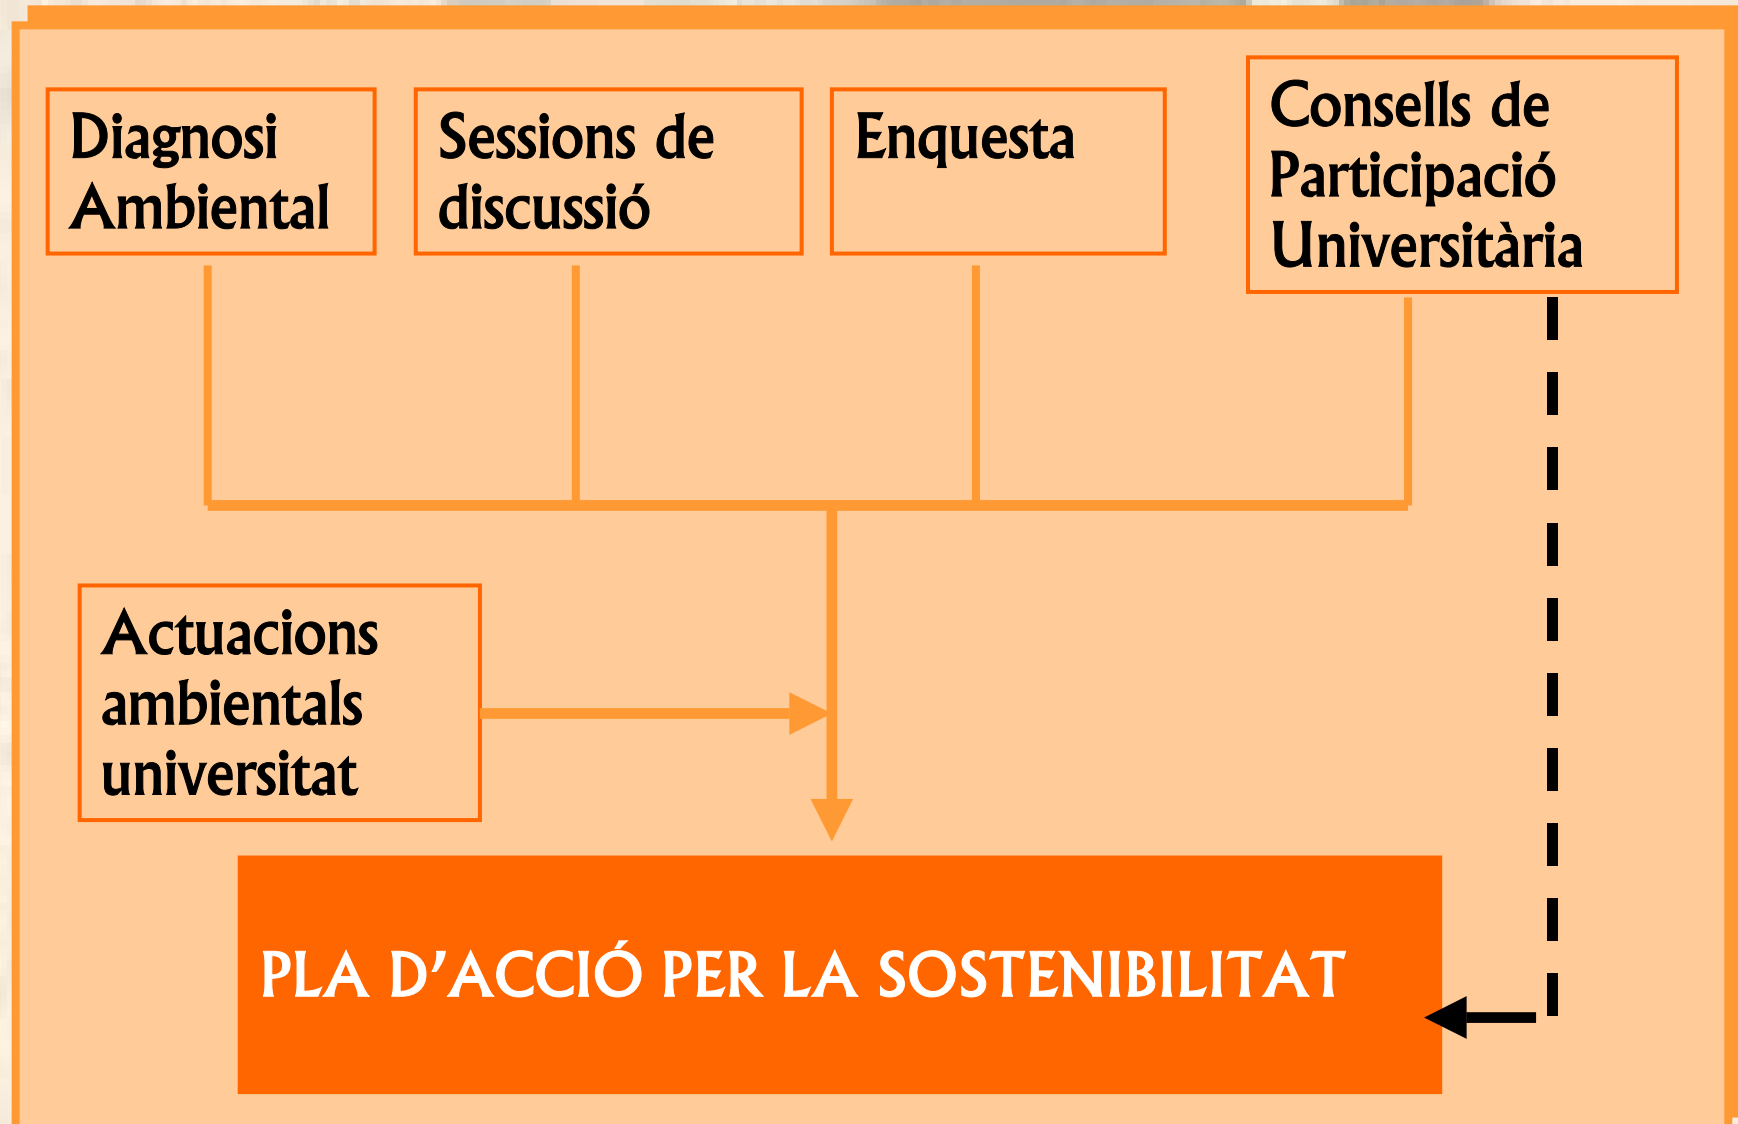 Diagnosi
Ambiental
Sessions de
discussió
Enquesta
Consells de
Participació
Universitària
Actuacions
ambientals
universitat
PLA D’ACCIÓ PER LA SOSTENIBILITAT